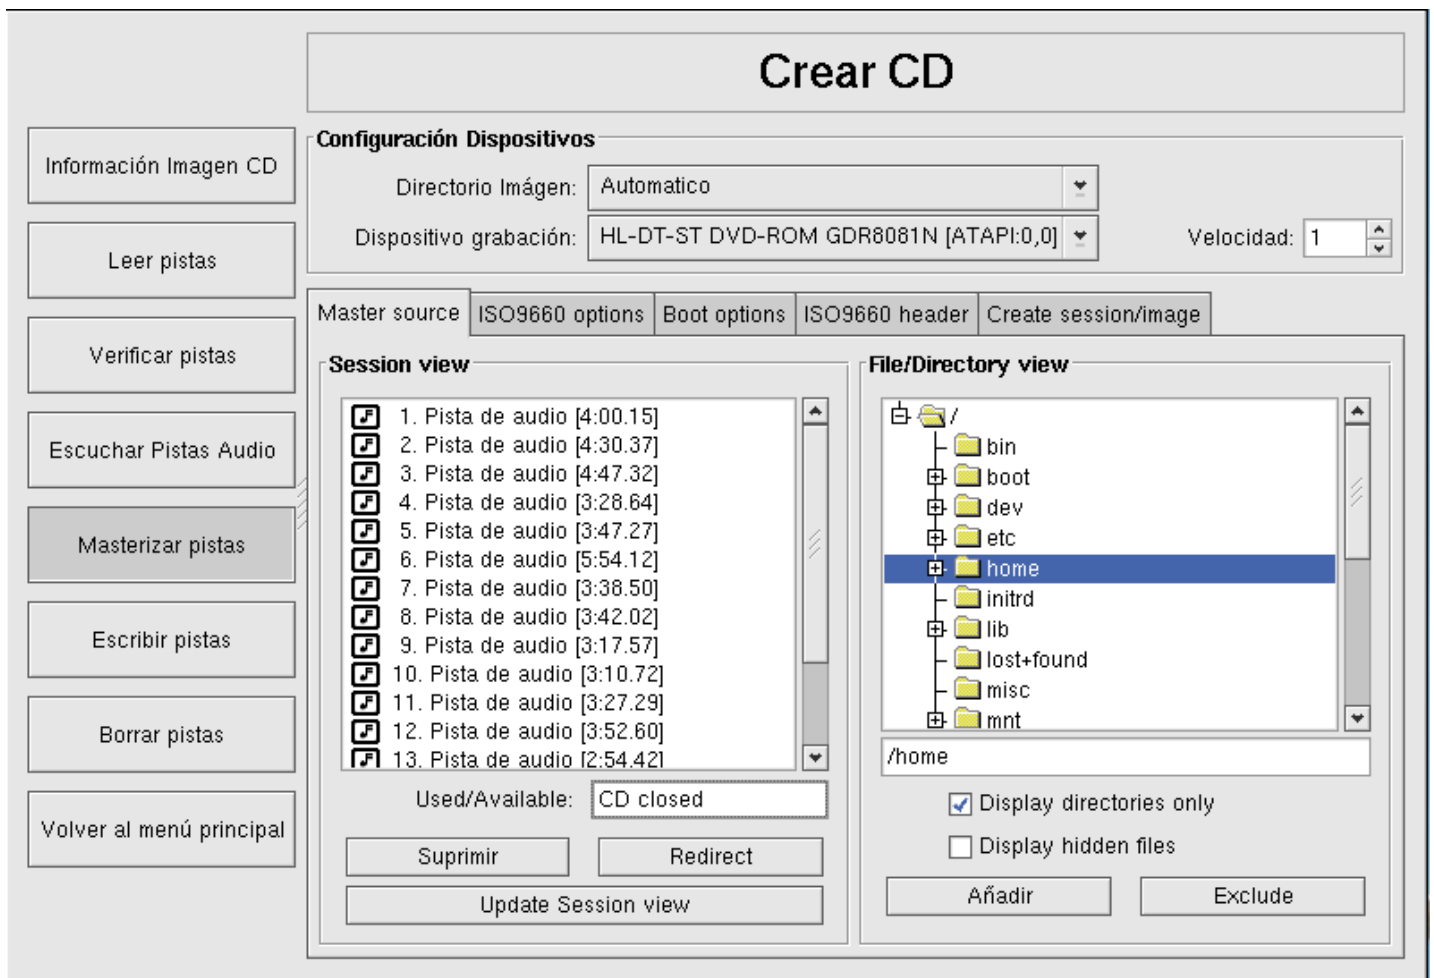 Crear CD
Información Imagen CD
Leer pistas
Verificar pistas
Escuchar Pistas Audio
Masterizar pistas
Escribir pistas
Borrar pistas
Volver al menú principal
Configuración Dispositivos
Directorio Imágen: Automatico
Dispositivo grabación: HL-DT-ST DVD-ROM GDR8081N [ATAPI:0,0] Velocidad: 1
Master source ISO9660 options Boot options ISO9660 header Create session/image
Session view
1. Pista de audio [4:00.15]
2. Pista de audio [4:30.37]
3. Pista de audio [4:47.32]
4. Pista de audio [3:28.64]
5. Pista de audio [3:47.27]
6. Pista de audio [5:54.12]
7. Pista de audio [3:38.50]
8. Pista de audio [3:42.02]
9. Pista de audio [3:17.57]
10. Pista de audio [3:10.72]
11. Pista de audio [3:27.29]
12. Pista de audio [3:52.60]
13. Pista de audio [2:54.42]
Used/Available: CD closed
Suprimir Redirect
Update Session view
File/Directory view
/
bin
boot
dev
etc
home
initrd
lib
lost+found
misc
mnt
/home
Display directories only
Display hidden files
Añadir Exclude